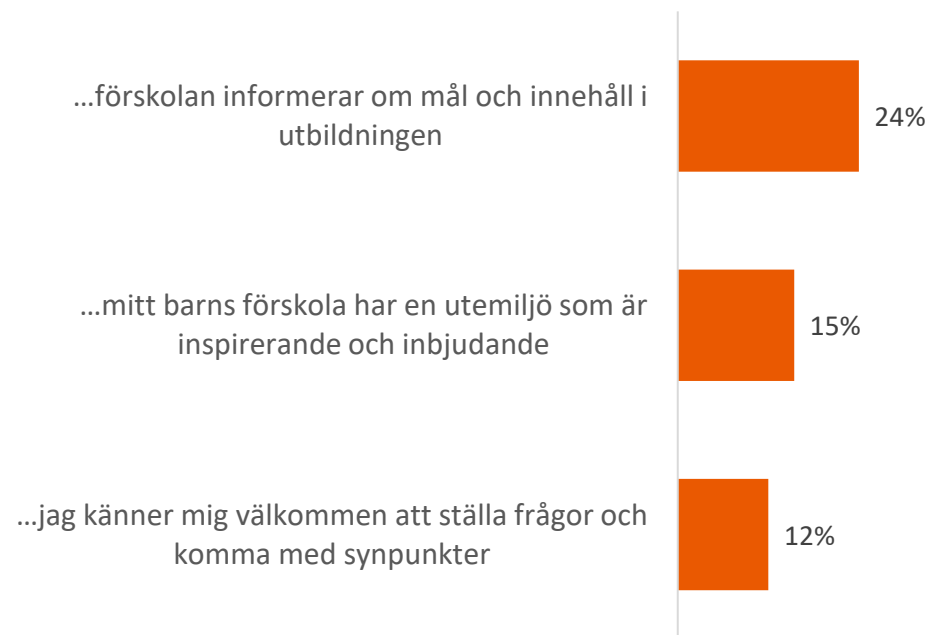 ...förskolan informerar om mål och innehåll i
utbildningen
24%
...mitt barns förskola har en utemiljö som är
inspirerande och inbjudande
15%
...jag känner mig välkommen att ställa frågor och
komma med synpunkter
12%